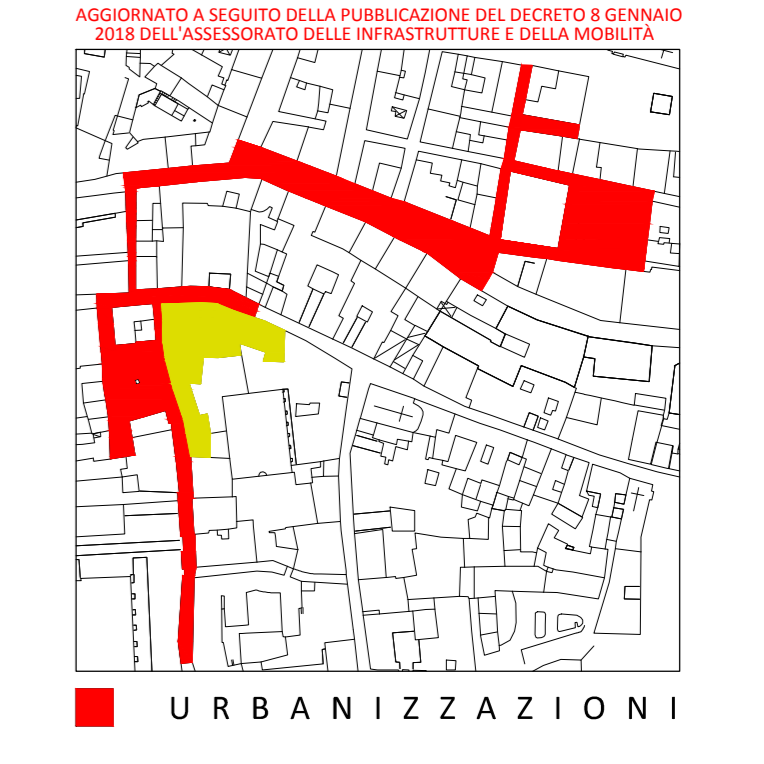 AGGIORNATO A SEGUITO DELLA PUBBLICAZIONE DEL DECRETO 8 GENNAIO
2018 DELL'ASSESSORATO DELLE INFRASTRUTTURE E DELLA MOBILITÀ
URBANIZZAZIONI